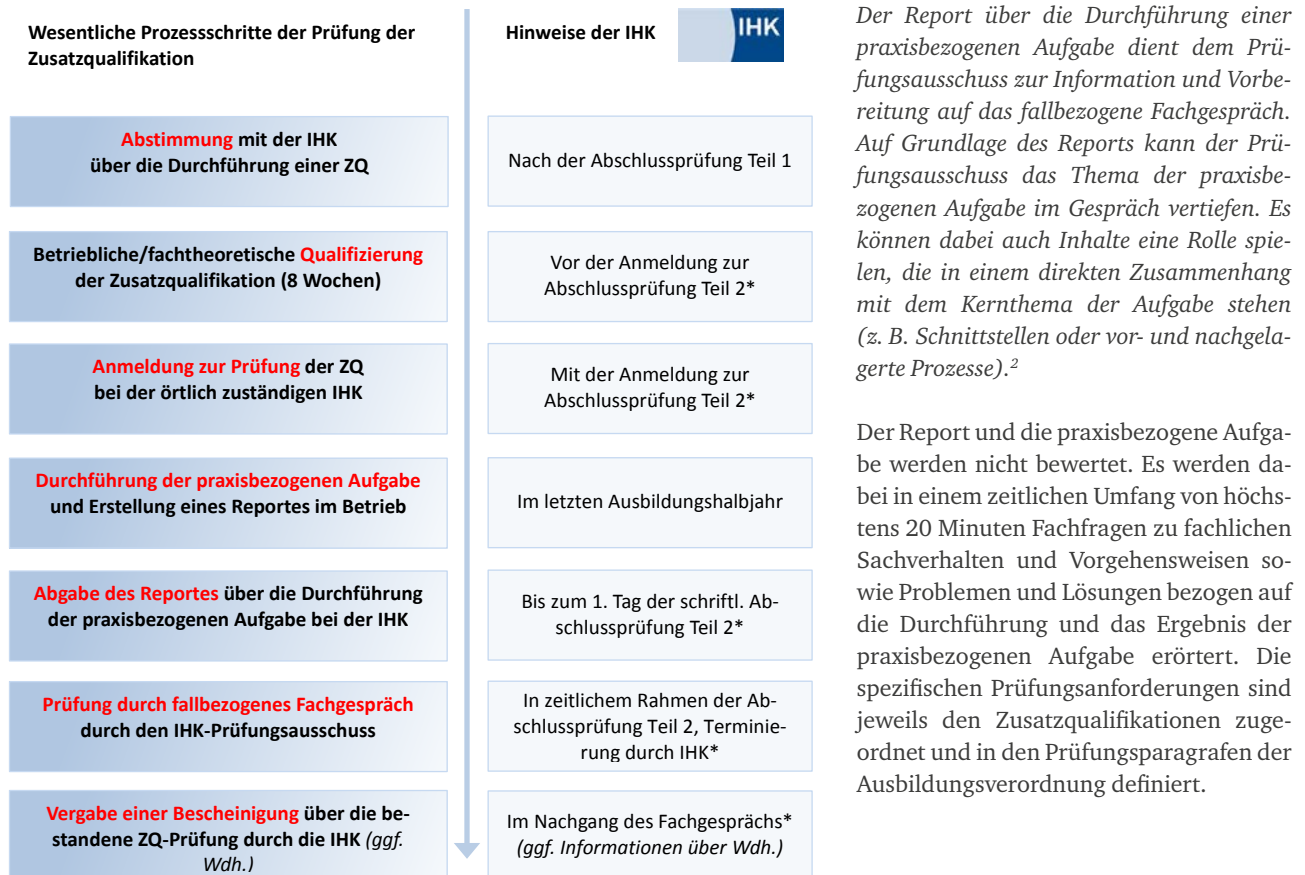 Wesentliche Prozessschritte der Prüfung der
Zusatzqualifikation
Hinweise der IHK
IHK
Abstimmung mit der IHK
über die Durchführung einer ZQ
Nach der Abschlussprüfung Teil 1
Betriebliche/fachtheoretische Qualifizierung
der Zusatzqualifikation (8 Wochen)
Vor der Anmeldung zur
Abschlussprüfung Teil 2*
Anmeldung zur Prüfung der ZQ
bei der örtlich zuständigen IHK
Mit der Anmeldung zur
Abschlussprüfung Teil 2*
Durchführung der praxisbezogenen Aufgabe
und Erstellung eines Reportes im Betrieb
Im letzten Ausbildungshalbjahr
Abgabe des Reportes über die Durchführung
der praxisbezogenen Aufgabe bei der IHK
Bis zum 1. Tag der schriftl. Ab-
schlussprüfung Teil 2*
Prüfung durch fallbezogenes Fachgespräch
durch den IHK-Prüfungsausschuss
In zeitlichem Rahmen der Ab-
schlussprüfung Teil 2, Terminie-
rung durch IHK*
Vergabe einer Bescheinigung über die be-
standene ZQ-Prüfung durch die IHK (ggf.
Wdh.)
Im Nachgang des Fachgesprächs*
(ggf. Informationen über Wdh.)
Der Report über die Durchführung einer
praxisbezogenen Aufgabe dient dem Prü-
fungsausschuss zur Information und Vorbe-
reitung auf das fallbezogene Fachgespräch.
Auf Grundlage des Reports kann der Prü-
fungsausschuss das Thema der praxisbe-
zogenen Aufgabe im Gespräch vertiefen. Es
können dabei auch Inhalte eine Rolle spie-
len, die in einem direkten Zusammenhang
mit dem Kernthema der Aufgabe stehen
(z. B. Schnittstellen oder vor- und nachgela-
gerte Prozesse).²
Der Report und die praxisbezogene Aufga-
be werden nicht bewertet. Es werden da-
bei in einem zeitlichen Umfang von höchs-
tens 20 Minuten Fachfragen zu fachlichen
Sachverhalten und Vorgehensweisen so-
wie Problemen und Lösungen bezogen auf
die Durchführung und das Ergebnis der
praxisbezogenen Aufgabe erörtert. Die
spezifischen Prüfungsanforderungen sind
jeweils den Zusatzqualifikationen zuge-
ordnet und in den Prüfungsparagrafen der
Ausbildungsverordnung definiert.